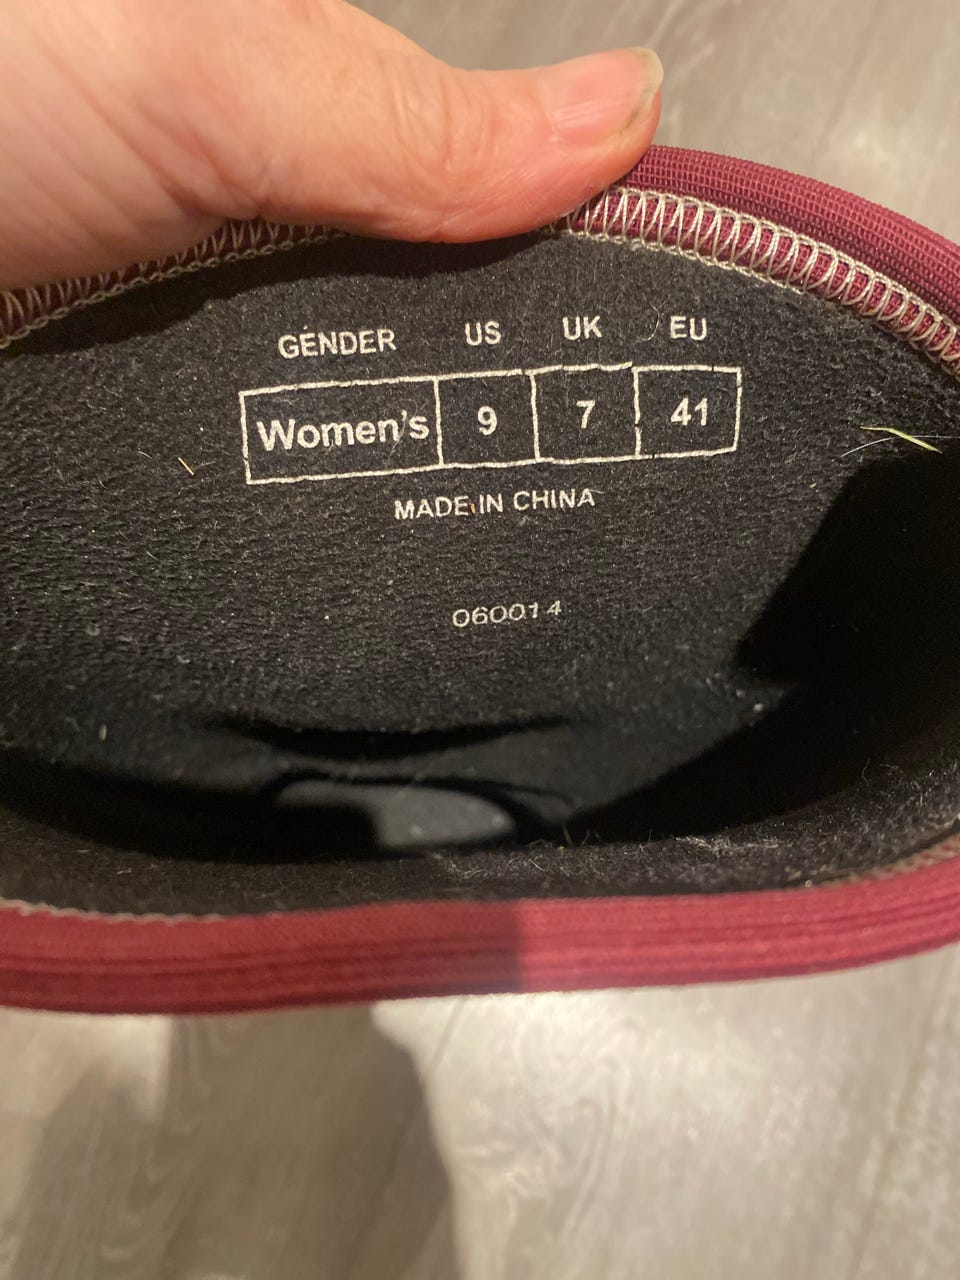 GENDER US UK EU
Women's 9 7 41
MADE IN CHINA
060014